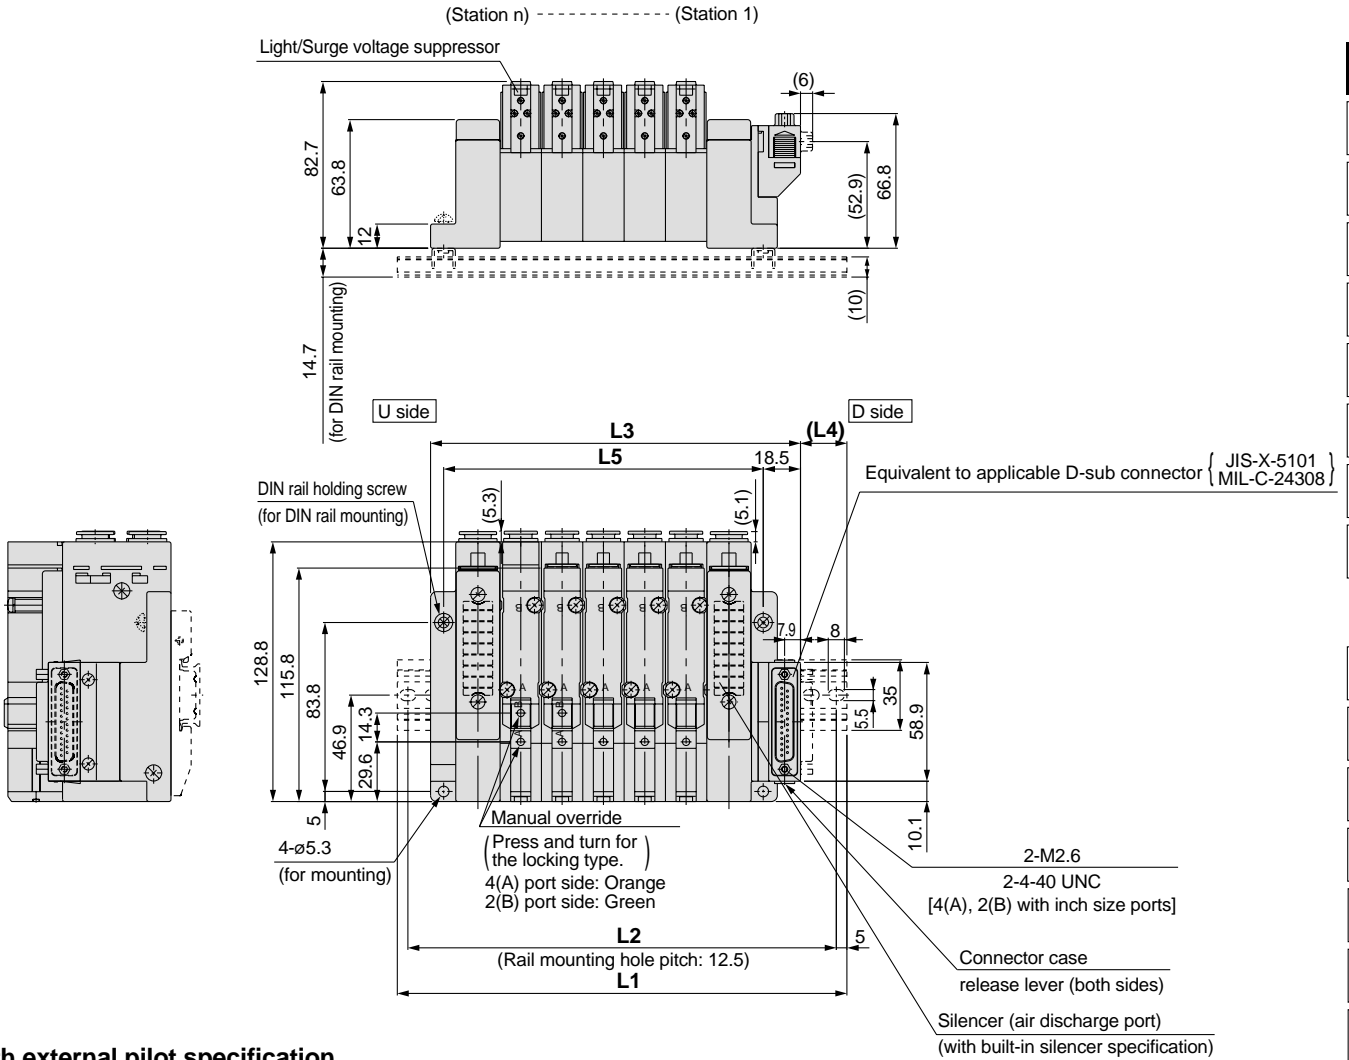 (Station n) ------------ (Station 1)
Light/Surge voltage suppressor
(6)
82.7
63.8
12
(52.9)
66.8
14.7
(for DIN rail mounting)
(10)
U side
D side
L3
(L4)
L5
18.5
Equivalent to applicable D-sub connector { JIS-X-5101
MIL-C-24308 }
DIN rail holding screw
(for DIN rail mounting)
(5.3)
(5.1)
128.8
115.8
83.8
46.9
14.3
29.6
5
7.9
8
35
5.5
58.9
10.1
B B B B B
A A A A A
B B
A A
4-ø5.3
(for mounting)
Manual override
(Press and turn for
the locking type.)
4(A) port side: Orange
2(B) port side: Green
2-M2.6
2-4-40 UNC
[4(A), 2(B) with inch size ports]
L2
5
(Rail mounting hole pitch: 12.5)
L1
Connector case
release lever (both sides)
Silencer (air discharge port)
(with built-in silencer specification)
h external pilot specification